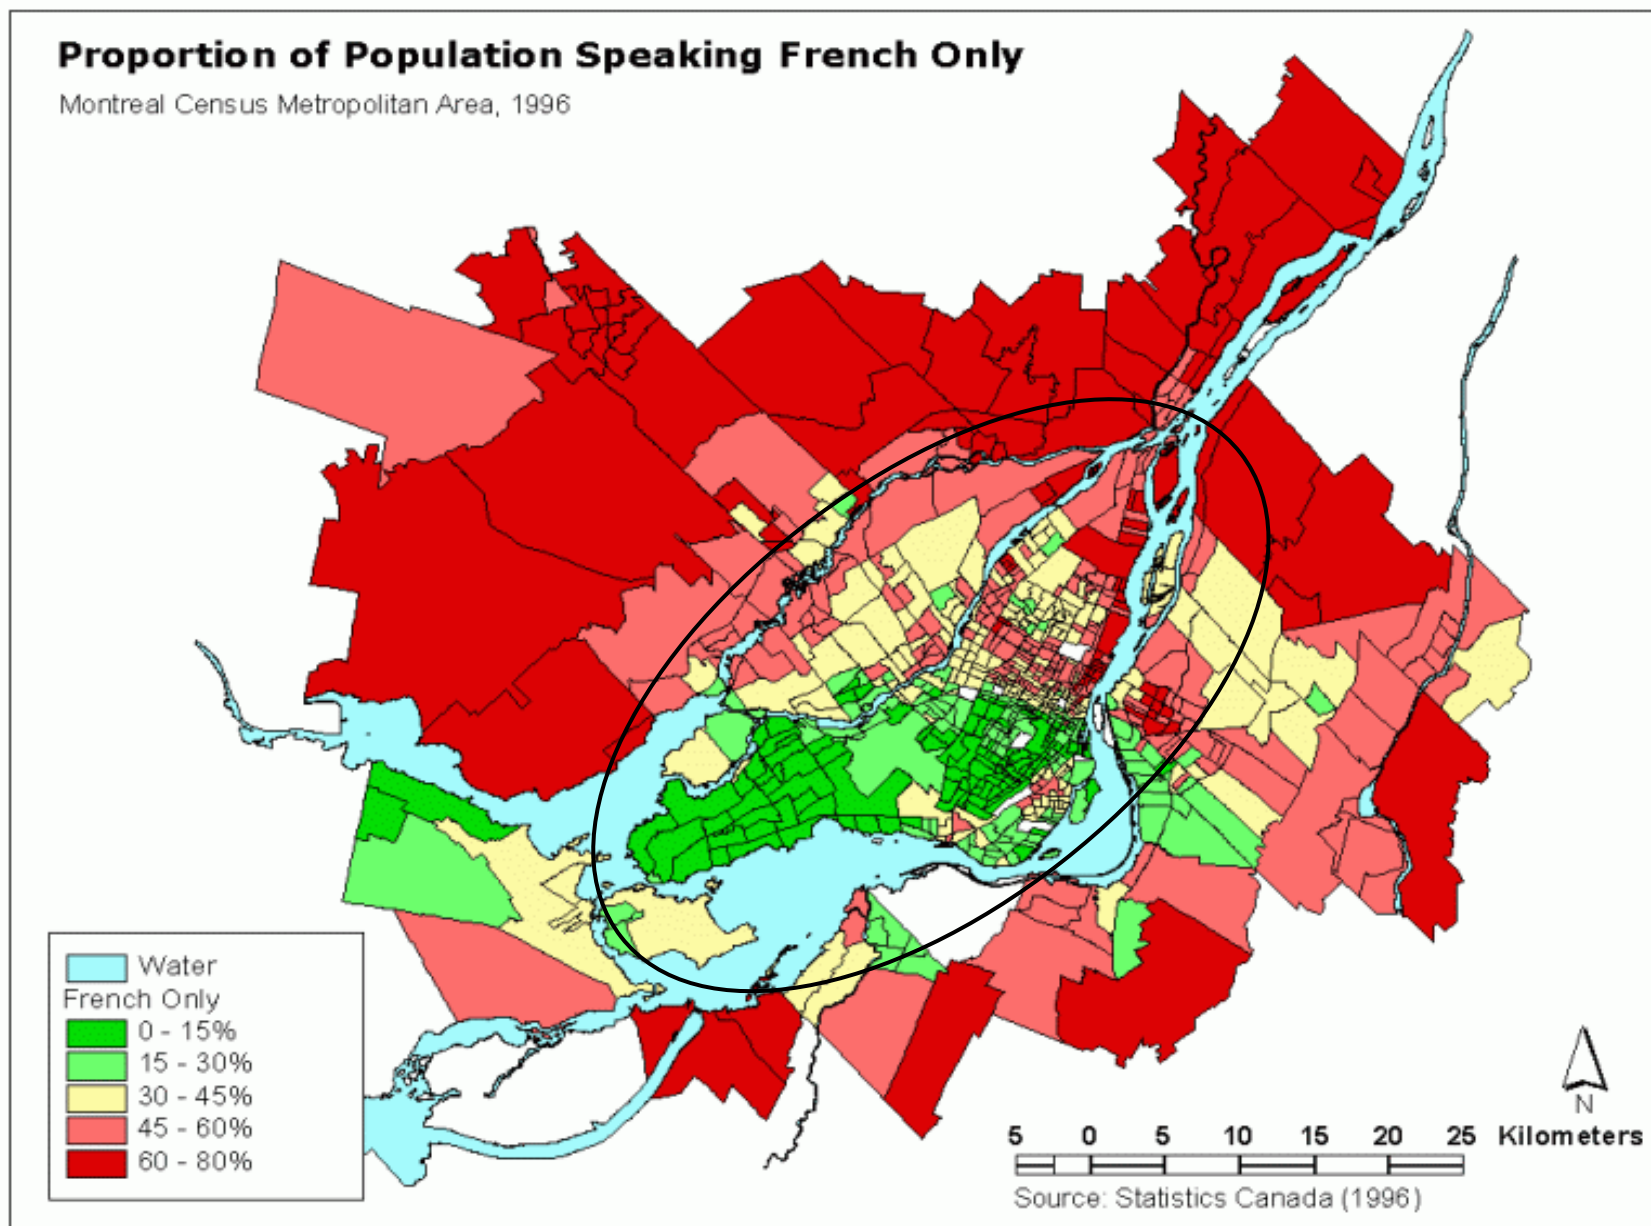 Proportion of Population Speaking French Only
Montreal Census Metropolitan Area, 1996
Water
French Only
0 - 15%
15 - 30%
30 - 45%
45 - 60%
60 - 80%
N
5 0 5 10 15 20 25 Kilometers
Source: Statistics Canada (1996)